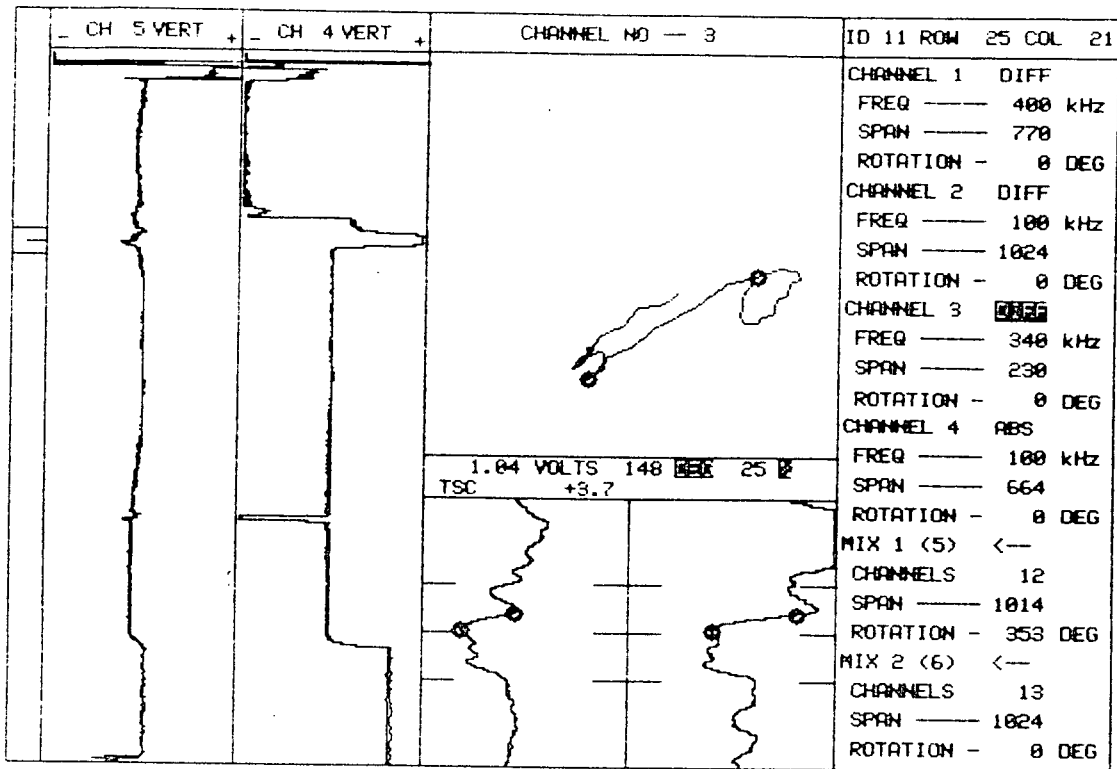 _ CH 5 VERT +
_ CH 4 VERT +
CHANNEL NO -- 3
1.04 VOLTS 148 DEG 25 %
TSC +3.7
ID 11 ROW 25 COL 21
CHANNEL 1 DIFF
FREQ ----- 400 kHz
SPAN ----- 770
ROTATION - 0 DEG
CHANNEL 2 DIFF
FREQ ----- 100 kHz
SPAN ----- 1024
ROTATION - 0 DEG
CHANNEL 3 DIFF
FREQ ----- 340 kHz
SPAN ----- 230
ROTATION - 0 DEG
CHANNEL 4 ABS
FREQ ----- 100 kHz
SPAN ----- 664
ROTATION - 0 DEG
MIX 1 (5) <--
CHANNELS 12
SPAN ----- 1014
ROTATION - 353 DEG
MIX 2 (6) <--
CHANNELS 13
SPAN ----- 1024
ROTATION - 0 DEG